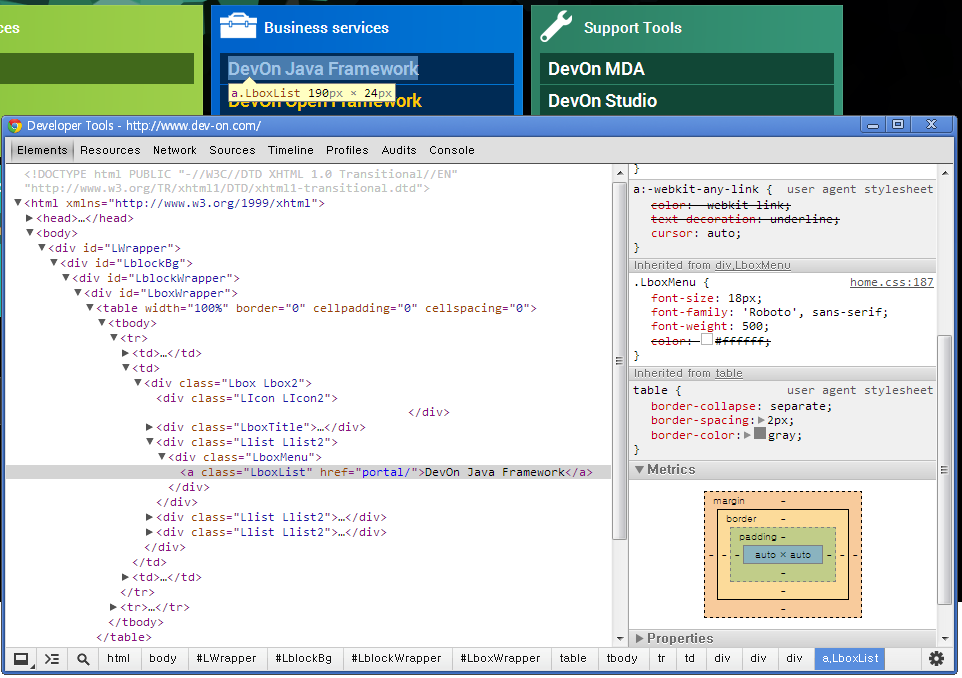 ces
Business services
Support Tools
DevOn Java Framework
DevOn MDA
a.LboxList 190px × 24px
DevOn Open Framework
DevOn Studio
Developer Tools - http://www.dev-on.com/
Elements Resources Network Sources Timeline Profiles Audits Console
<!DOCTYPE html PUBLIC "-//W3C//DTD XHTML 1.0 Transitional//EN"
"http://www.w3.org/TR/xhtml1/DTD/xhtml1-transitional.dtd">
▼<html xmlns="http://www.w3.org/1999/xhtml">
▶<head>…</head>
▼<body>
▼<div id="LWrapper">
▼<div id="LblockBg">
▼<div id="LblockWrapper">
▼<div id="LboxWrapper">
▼<table width="100%" border="0" cellpadding="0" cellspacing="0">
▼<tbody>
▼<tr>
▶<td>…</td>
▼<td>
▼<div class="Lbox Lbox2">
<div class="LIcon LIcon2">
</div>
▶<div class="LboxTitle">…</div>
▼<div class="Llist Llist2">
▼<div class="LboxMenu">
<a class="LboxList" href="portal/">DevOn Java Framework</a>
</div>
</div>
▶<div class="Llist Llist2">…</div>
▶<div class="Llist Llist2">…</div>
</div>
</td>
▶<td>…</td>
</tr>
▶<tr>…</tr>
</tbody>
</table>
}
a:-webkit-any-link { user agent stylesheet
color: -webkit-link;
text-decoration: underline;
cursor: auto;
}
Inherited from div.LboxMenu
.LboxMenu { home.css:187
font-size: 18px;
font-family: 'Roboto', sans-serif;
font-weight: 500;
color: #ffffff;
}
Inherited from table
table { user agent stylesheet
border-collapse: separate;
border-spacing:▶2px;
border-color:▶gray;
}
▼Metrics
margin -
border -
padding -
- - - auto × auto - - -
-
-
-
▶Properties
html body #LWrapper #LblockBg #LblockWrapper #LboxWrapper table tbody tr td div div div a.LboxList